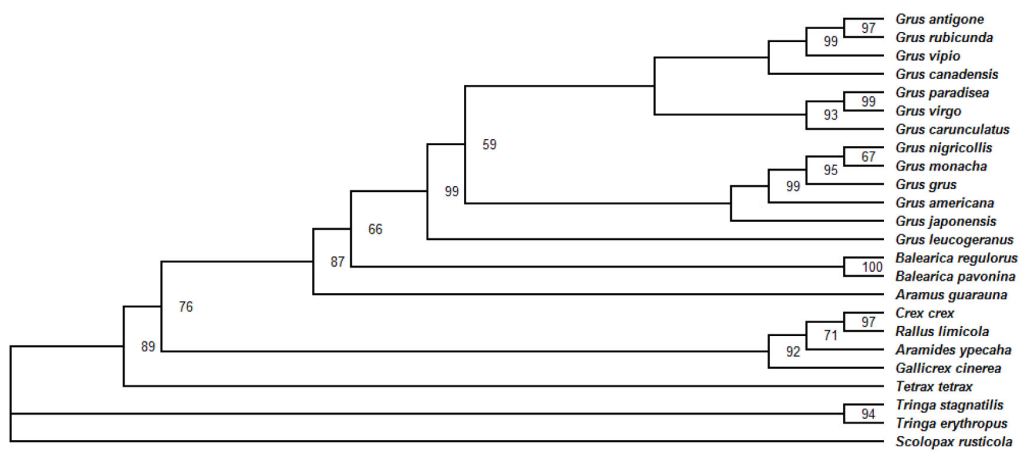 Grus antigone
97
Grus rubicunda
99
Grus vipio
Grus canadensis
Grus paradisea
99
Grus virgo
93
Grus carunculatus
59
Grus nigricollis
67
Grus monacha
95
Grus grus
99
99
Grus americana
Grus japonensis
66
Grus leucogeranus
87
Balearica regulorus
100
Balearica pavonina
Aramus guarauna
76
Crex crex
97
Rallus limicola
71
89
92
Aramides ypecaha
Gallicrex cinerea
Tetrax tetrax
Tringa stagnatilis
94
Tringa erythropus
Scolopax rusticola